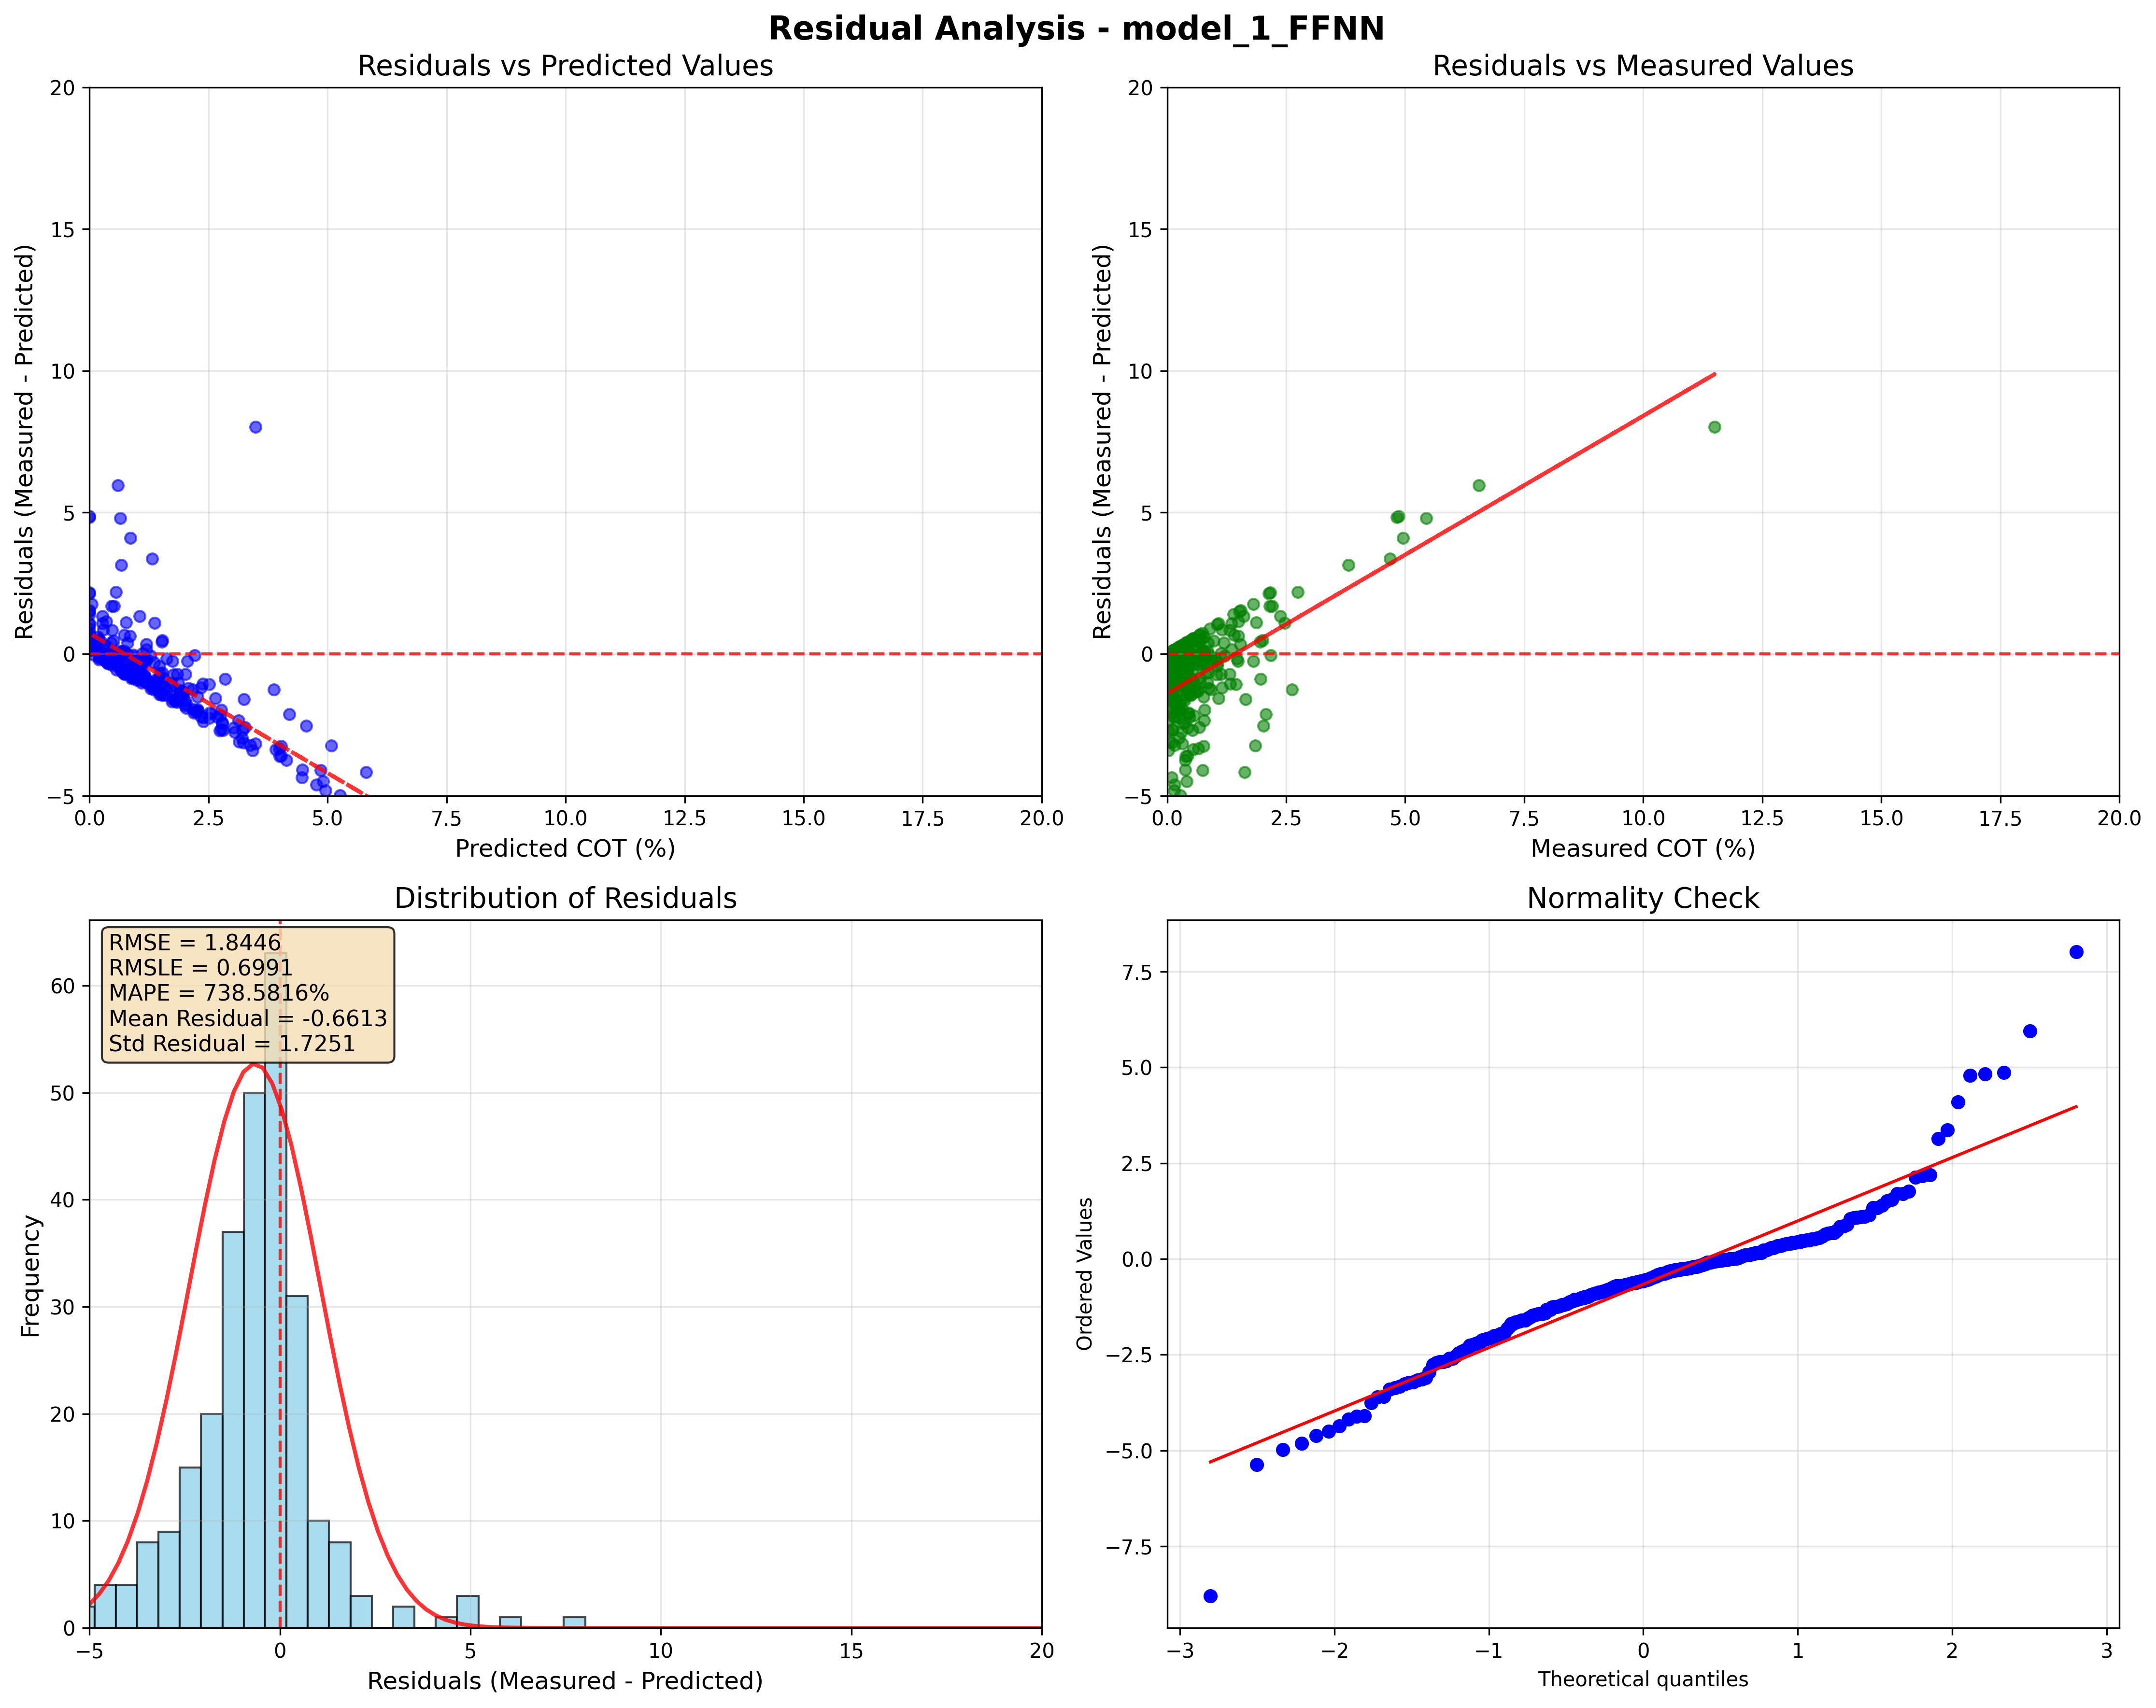 Residual Analysis - model_1_FFNN
Residuals vs Predicted Values
Residuals (Measured - Predicted)
20
15
10
5
0
−5
0.0 2.5 5.0 7.5 10.0 12.5 15.0 17.5 20.0
Predicted COT (%)
Residuals vs Measured Values
Residuals (Measured - Predicted)
20
15
10
5
0
−5
0.0 2.5 5.0 7.5 10.0 12.5 15.0 17.5 20.0
Measured COT (%)
Distribution of Residuals
RMSE = 1.8446
RMSLE = 0.6991
MAPE = 738.5816%
Mean Residual = -0.6613
Std Residual = 1.7251
Frequency
60
50
40
30
20
10
0
−5 0 5 10 15 20
Residuals (Measured - Predicted)
Normality Check
Ordered Values
7.5
5.0
2.5
0.0
−2.5
−5.0
−7.5
−3 −2 −1 0 1 2 3
Theoretical quantiles